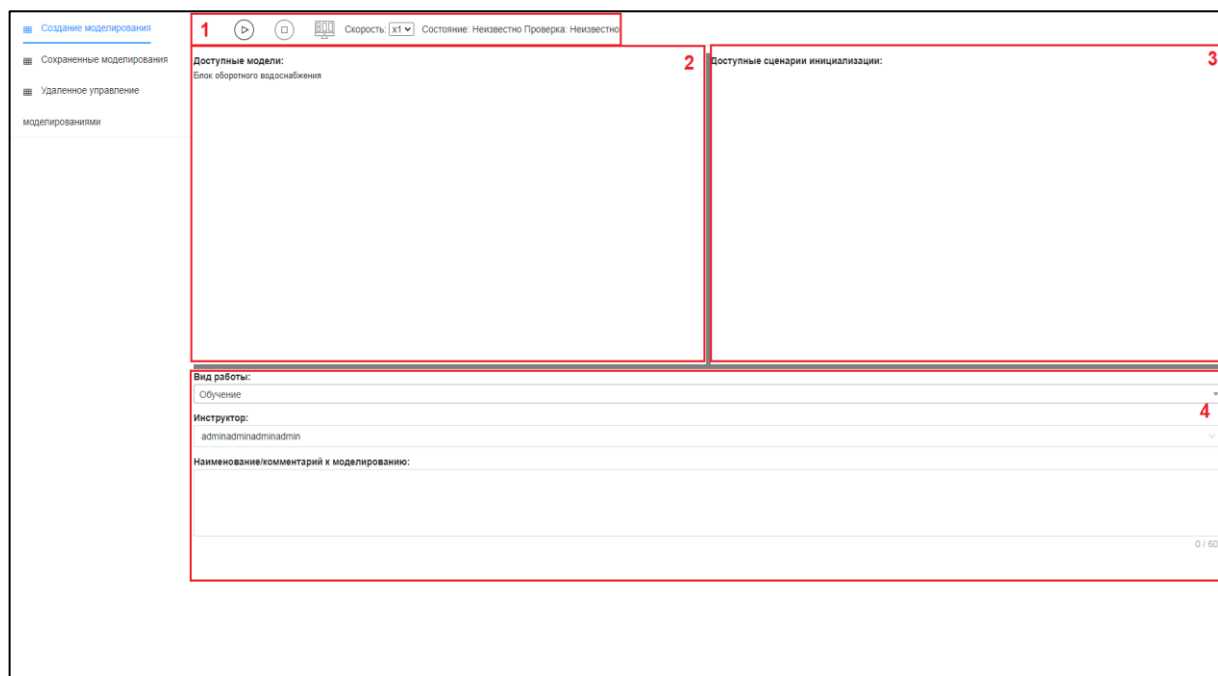 Создание моделирования
Сохраненные моделирования
Удаленное управление
моделированиями
1 Скорость: x1 Состояние: Неизвестно Проверка: Неизвестно
Доступные модели: 2
Блок оборотного водоснабжения
Доступные сценарии инициализации: 3
Вид работы:
Обучение
4
Инструктор:
adminadminadminadmin
Наименование/комментарий к моделированию:
0 / 60